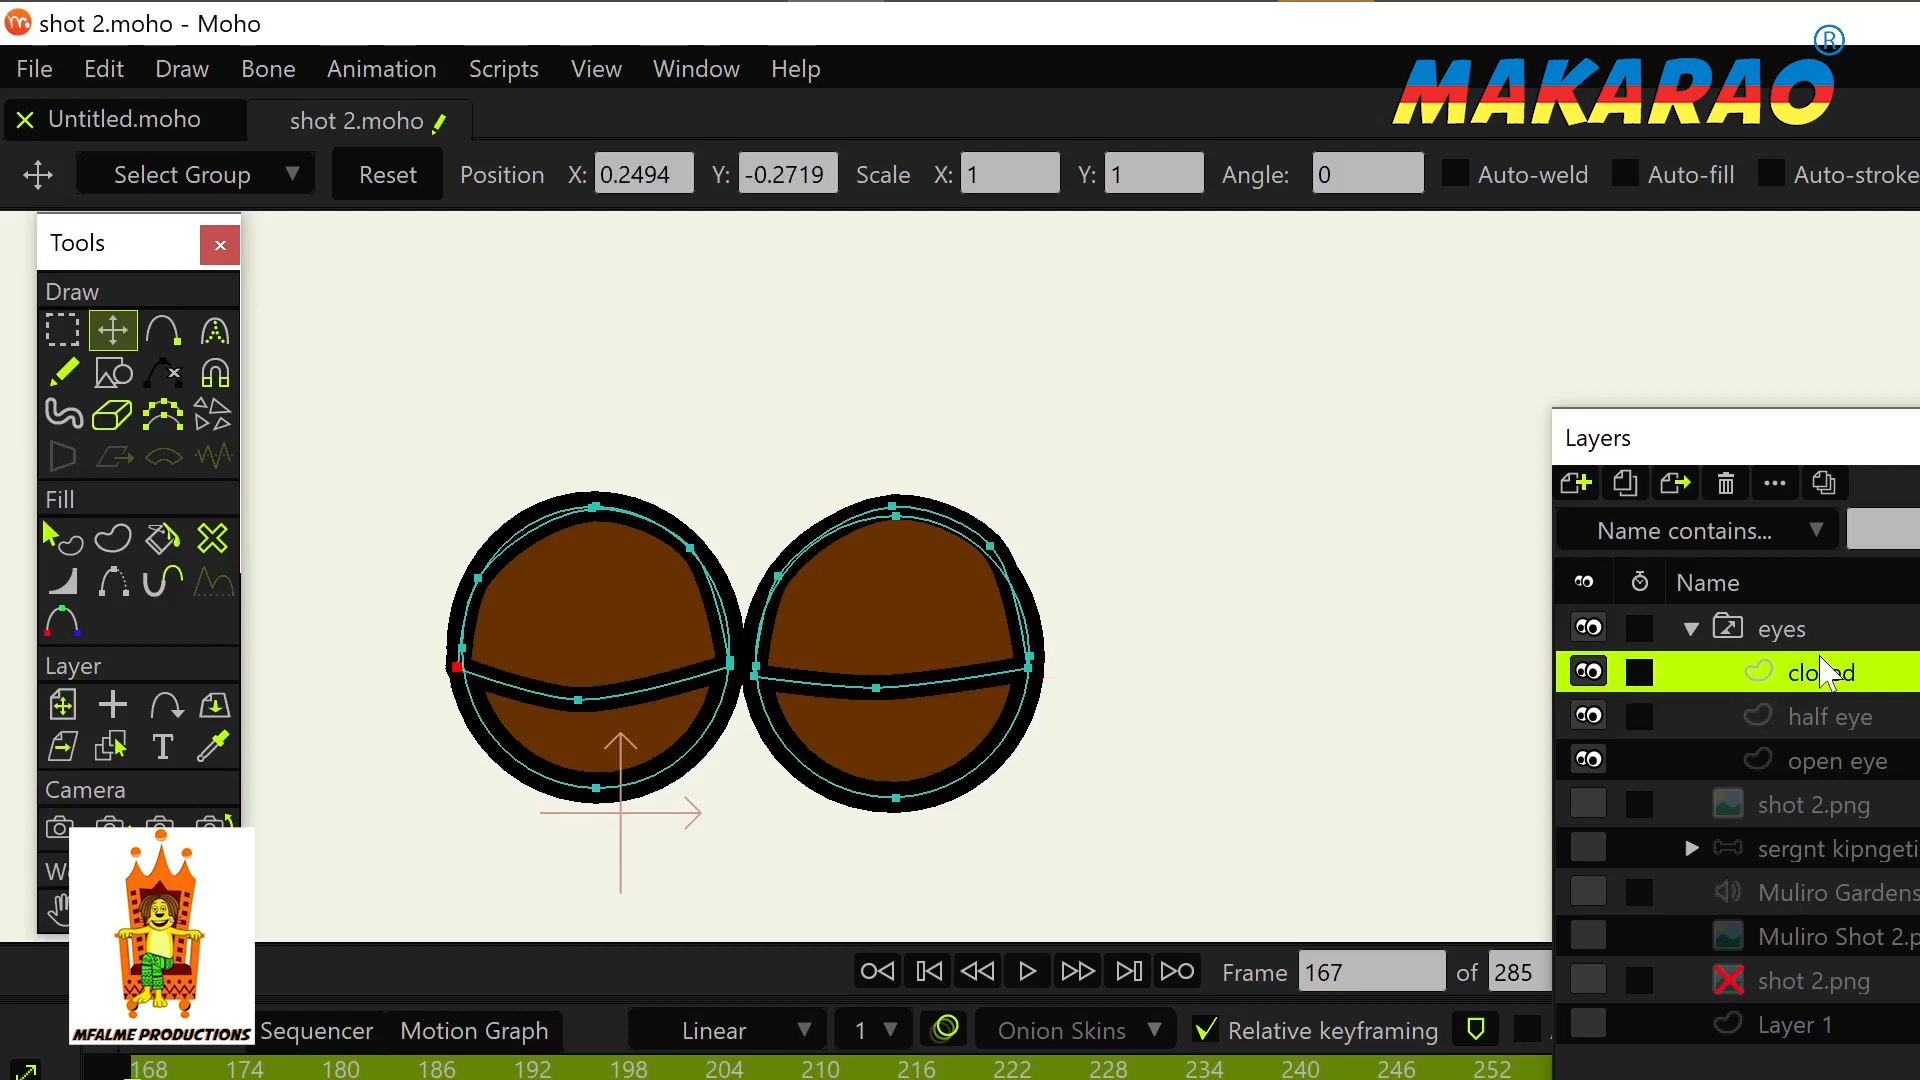 shot 2.moho - Moho
File Edit Draw Bone Animation Scripts View Window Help
MAKARAO ®
Untitled.moho shot 2.moho
Select Group Reset Position X: 0.2494 Y: -0.2719 Scale X: 1 Y: 1 Angle: 0 Auto-weld Auto-fill Auto-stroke
Tools
Draw
Fill
Layer
Camera
Layers
Name contains...
Name
eyes
half eye
open eye
shot 2.png
sergnt kipngeti
Muliro Gardens
Muliro Shot 2.p
shot 2.png
Layer 1
Frame 167 of 285
MFALME PRODUCTIONS
Sequencer Motion Graph Linear 1 Onion Skins Relative keyframing
168 174 180 186 192 198 204 210 216 222 228 234 240 246 252